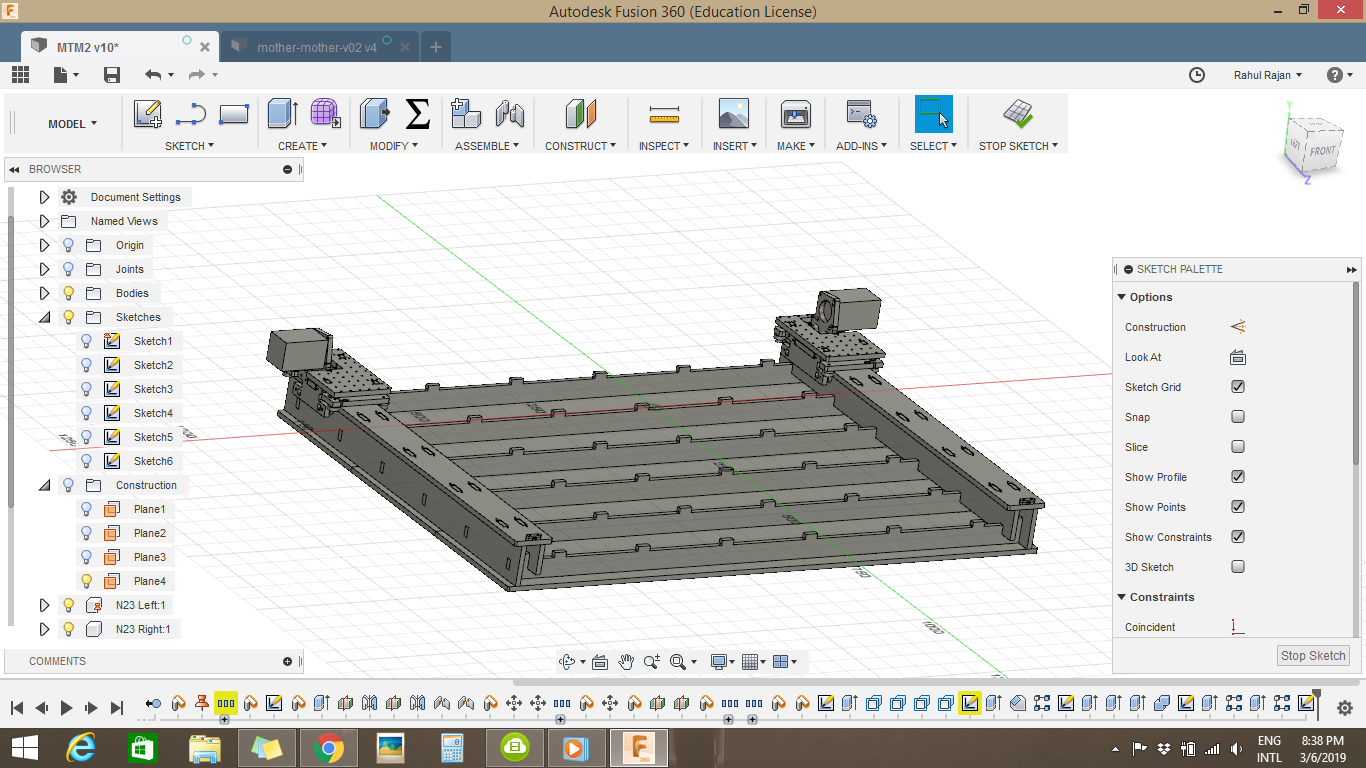 Autodesk Fusion 360 (Education License)
MTM2 v10*
mother-mother-v02 v4
Rahul Rajan
MODEL
SKETCH
CREATE
MODIFY
ASSEMBLE
CONSTRUCT
INSPECT
INSERT
MAKE
ADD-INS
SELECT
STOP SKETCH
FRONT
Y
Z
BROWSER
Document Settings
Named Views
Origin
Joints
Bodies
Sketches
Sketch1
Sketch2
Sketch3
Sketch4
Sketch5
Sketch6
Construction
Plane1
Plane2
Plane3
Plane4
N23 Left:1
N23 Right:1
COMMENTS
1250
750
1000
SKETCH PALETTE
Options
Construction
Look At
Sketch Grid
Snap
Slice
Show Profile
Show Points
Show Constraints
3D Sketch
Constraints
Coincident
Stop Sketch
ENG
INTL
8:38 PM
3/6/2019